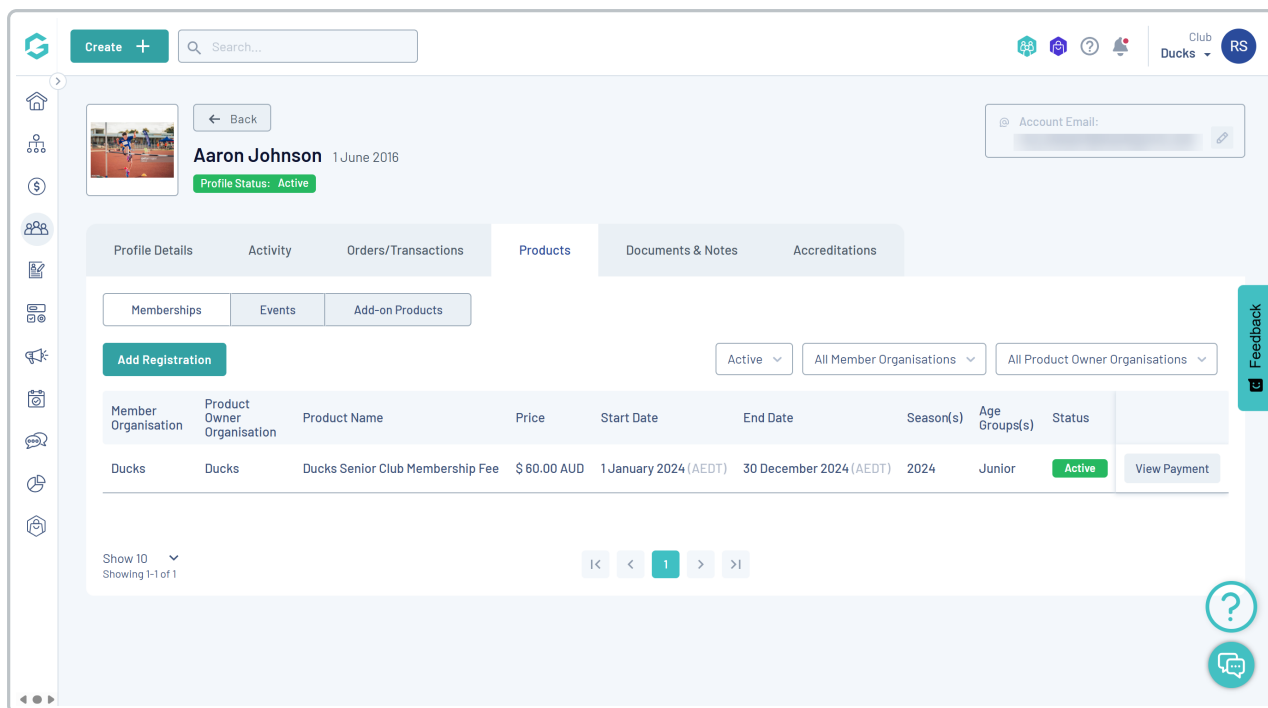 Create +
Search...
Club
Ducks
RS
← Back
Aaron Johnson 1 June 2016
Profile Status: Active
@ Account Email:
Profile Details Activity Orders/Transactions Products Documents & Notes Accreditations
Memberships Events Add-on Products
Add Registration Active All Member Organisations All Product Owner Organisations
Feedback
Member Organisation Product Owner Organisation Product Name Price Start Date End Date Season(s) Age Groups(s) Status
Ducks Ducks Ducks Senior Club Membership Fee $ 60.00 AUD 1 January 2024 (AEDT) 30 December 2024 (AEDT) 2024 Junior Active View Payment
Show 10
Showing 1-1 of 1
1
?